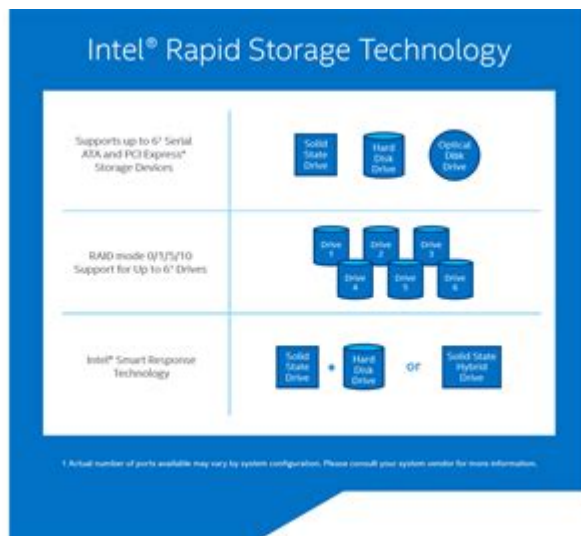 Intel® Rapid Storage Technology
Supports up to 6¹ Serial
ATA and PCI Express*
Storage Devices
Solid
State
Drive
Hard
Disk
Drive
Optical
Disk
Drive
RAID mode 0/1/5/10
Support for Up to 6¹ Drives
Drive
1
Drive
2
Drive
3
Drive
4
Drive
5
Drive
6
Intel® Smart Response
Technology
Solid
State
Drive
+
Hard
Disk
Drive
or
Solid State
Hybrid
Drive
1 Actual number of ports available may vary by system configuration. Please consult your system vendor for more information.